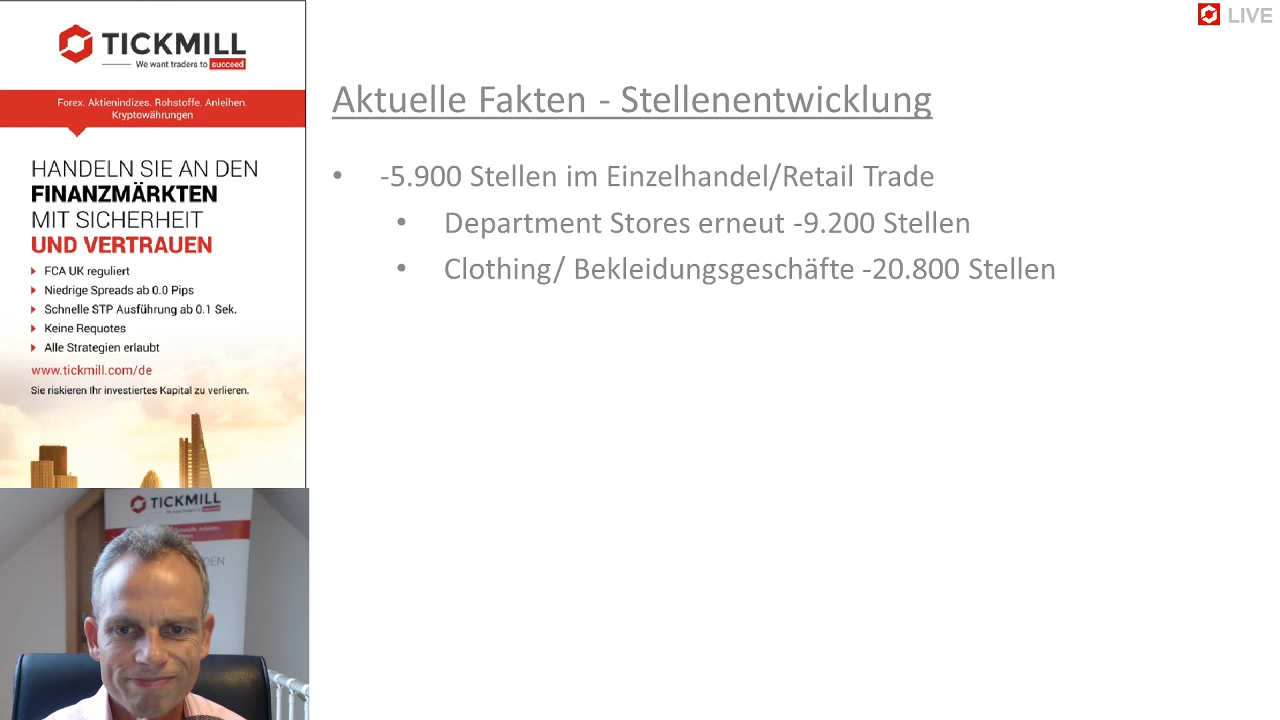 TICKMILL
We want traders to succeed
Forex. Aktienindizes. Rohstoffe. Anleihen.
Kryptowährungen
HANDELN SIE AN DEN
FINANZMÄRKTEN
MIT SICHERHEIT
UND VERTRAUEN
FCA UK reguliert
Niedrige Spreads ab 0.0 Pips
Schnelle STP Ausführung ab 0.1 Sek.
Keine Requotes
Alle Strategien erlaubt
www.tickmill.com/de
Sie riskieren Ihr investiertes Kapital zu verlieren.
LIVE
Aktuelle Fakten - Stellenentwicklung
• -5.900 Stellen im Einzelhandel/Retail Trade
• Department Stores erneut -9.200 Stellen
• Clothing/ Bekleidungsgeschäfte -20.800 Stellen
TICKMILL